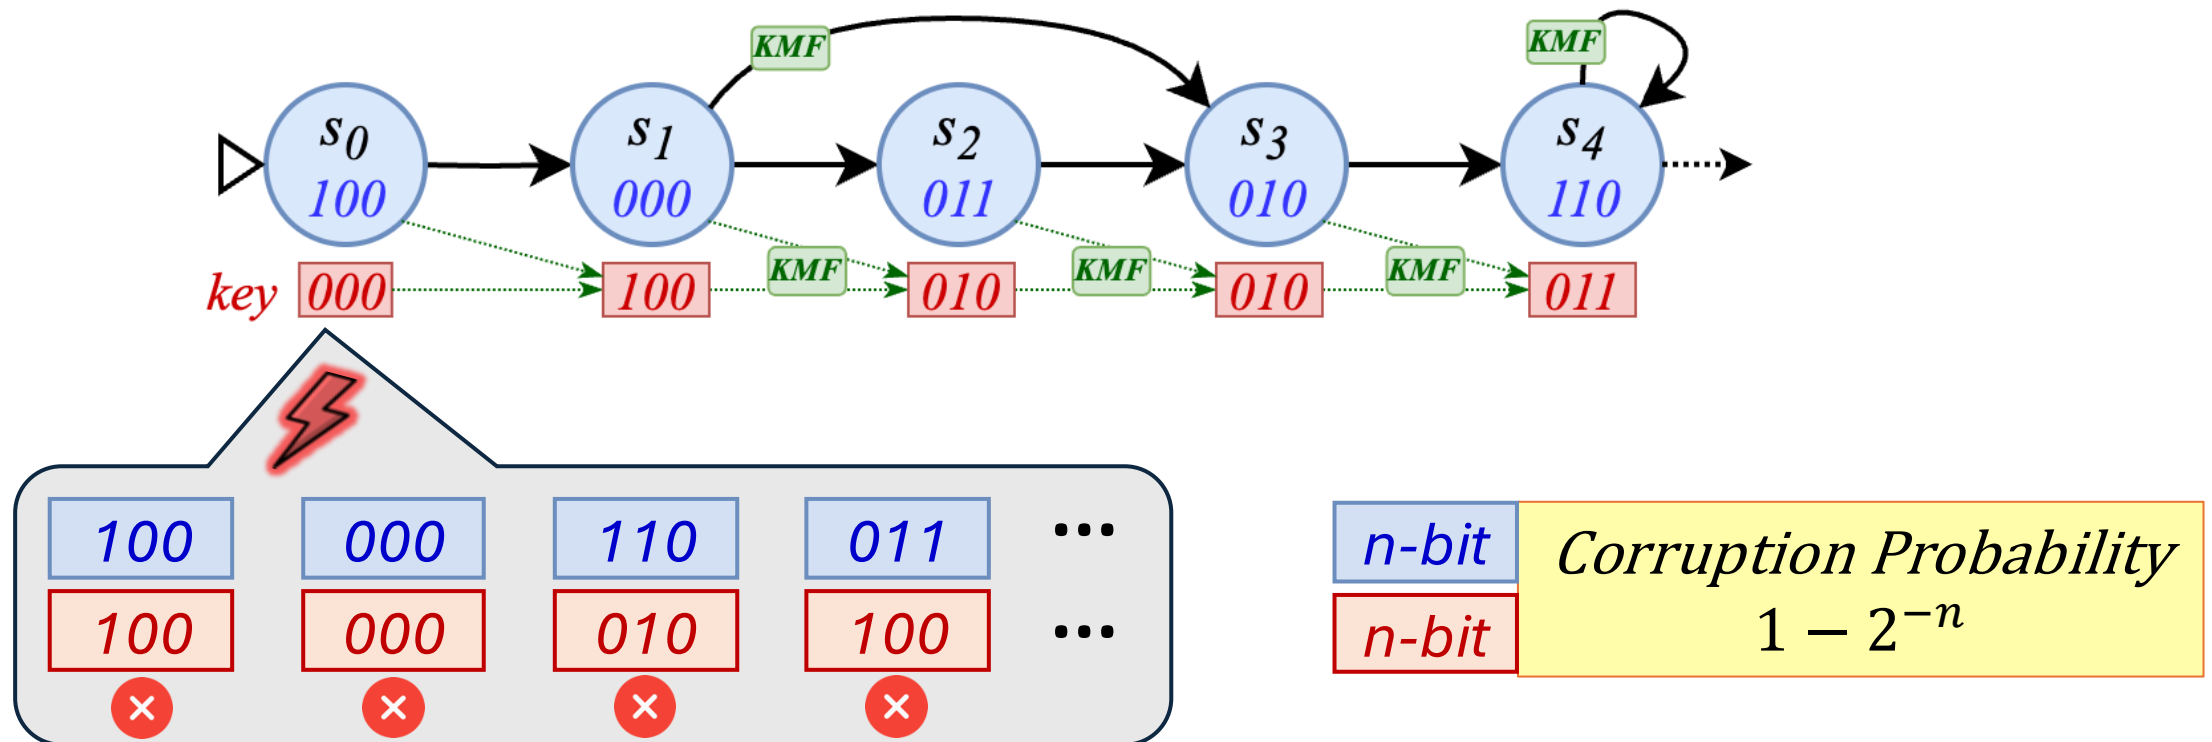 KMF
KMF
s0 s1 s2 s3 s4
100 000 011 010 110
KMF KMF KMF
key 000 100 010 010 011
100 000 110 011 ...
100 000 010 100 ...
n-bit
n-bit
Corruption Probability
1 − 2⁻ⁿ